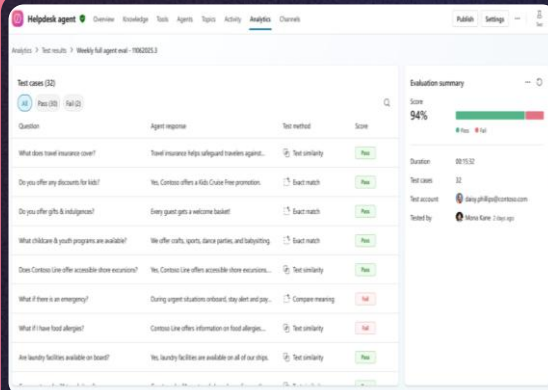 Helpdesk agent Overview Knowledge Tools Agents Topics Activity Analytics Channels Publish Settings ...
Analytics > Test results > Weekly full agent eval - 19062025.3
Test cases (32)
All Pass (30) Fail (2)
Question Agent response Test method Score
What does travel insurance cover? Travel insurance helps safeguard travelers against... Text similarity Pass
Do you offer any discounts for kids? Yes, Contoso offers a Kids Cruise Free promotion. Exact match Pass
Do you offer gifts & indulgences? Every guest gets a welcome basket! Exact match Pass
What childcare & youth programs are available? We offer crafts, sports, dance parties, and babysitting. Exact match Pass
Does Contoso Line offer accessible shore excursions? Yes, Contoso Line offers accessible shore excursions... Text similarity Pass
What if there is an emergency? During urgent situations onboard, stay alert and pay... Compare meaning Fail
What if I have food allergies? Contoso Line offers information on food allergies... Text similarity Fail
Are laundry facilities available on board? Yes, laundry facilities are available on all of our ships. Text similarity Pass
Evaluation summary ...
Score
94%
Pass Fail
Duration 00:15:32
Test cases 32
Test account daisy.phillips@contoso.com
Tested by Mona Kane 2 days ago